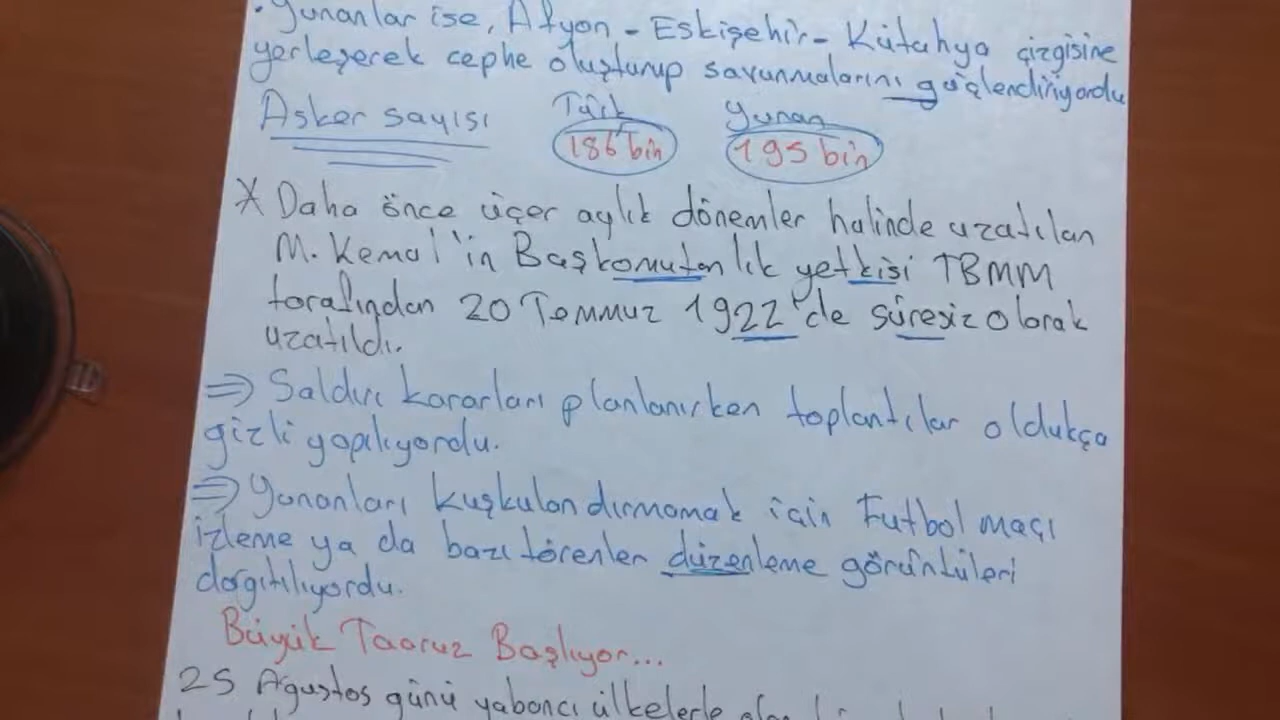 • Yunanlar ise, Afyon - Eskişehir - Kütahya çizgisine
yerleşerek cephe oluşturup savunmalarını güçlendiriyordu
Asker sayısı Türk Yunan
186 bin 195 bin
* Daha önce üçer aylık dönemler halinde uzatılan
M. Kemal'in Başkomutanlık yetkisi TBMM
tarafından 20 Temmuz 1922'de süresiz olarak
uzatıldı.
⇒ Saldırı kararları planlanırken toplantılar oldukça
gizli yapılıyordu.
⇒ Yunanları kuşkulandırmamak için Futbol maçı
izleme ya da bazı törenler düzenleme görüntüleri
dağıtılıyordu.
Büyük Taaruz Başlıyor...
25 Ağustos günü yabancı ülkelerle